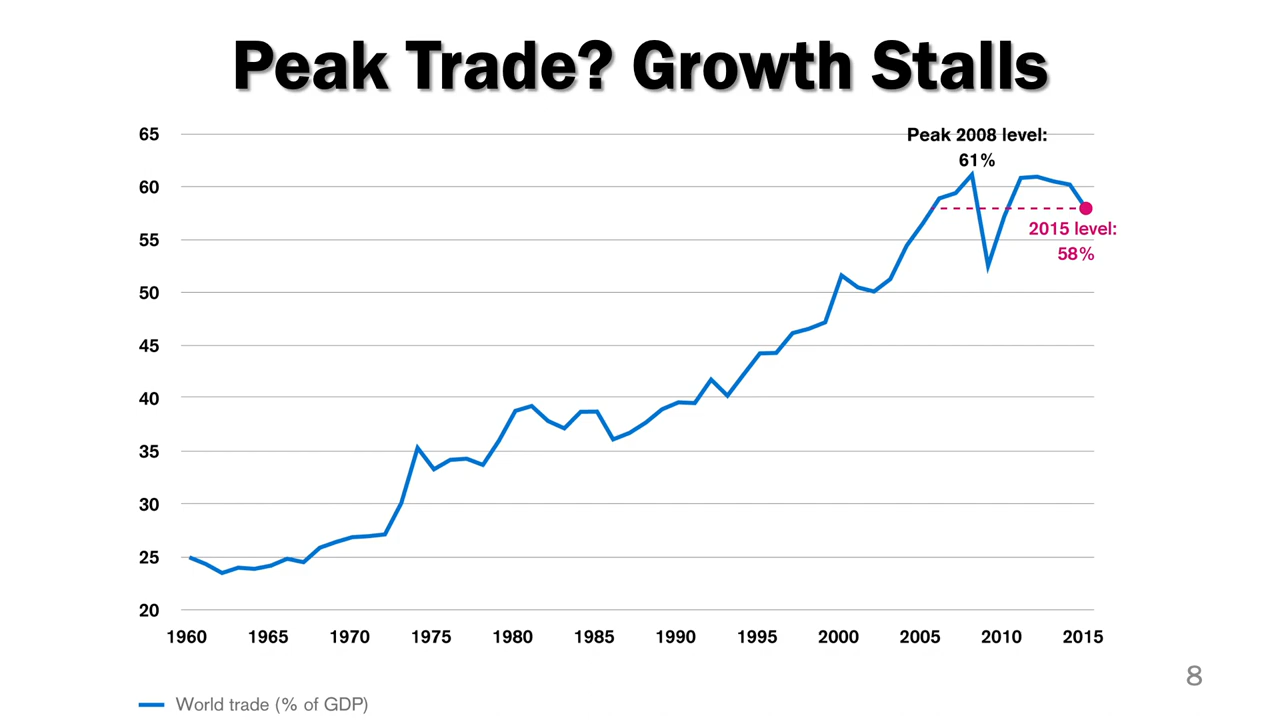 Peak Trade? Growth Stalls
65
Peak 2008 level:
61%
60
2015 level:
58%
55
50
45
40
35
30
25
20
1960 1965 1970 1975 1980 1985 1990 1995 2000 2005 2010 2015
8
World trade (% of GDP)